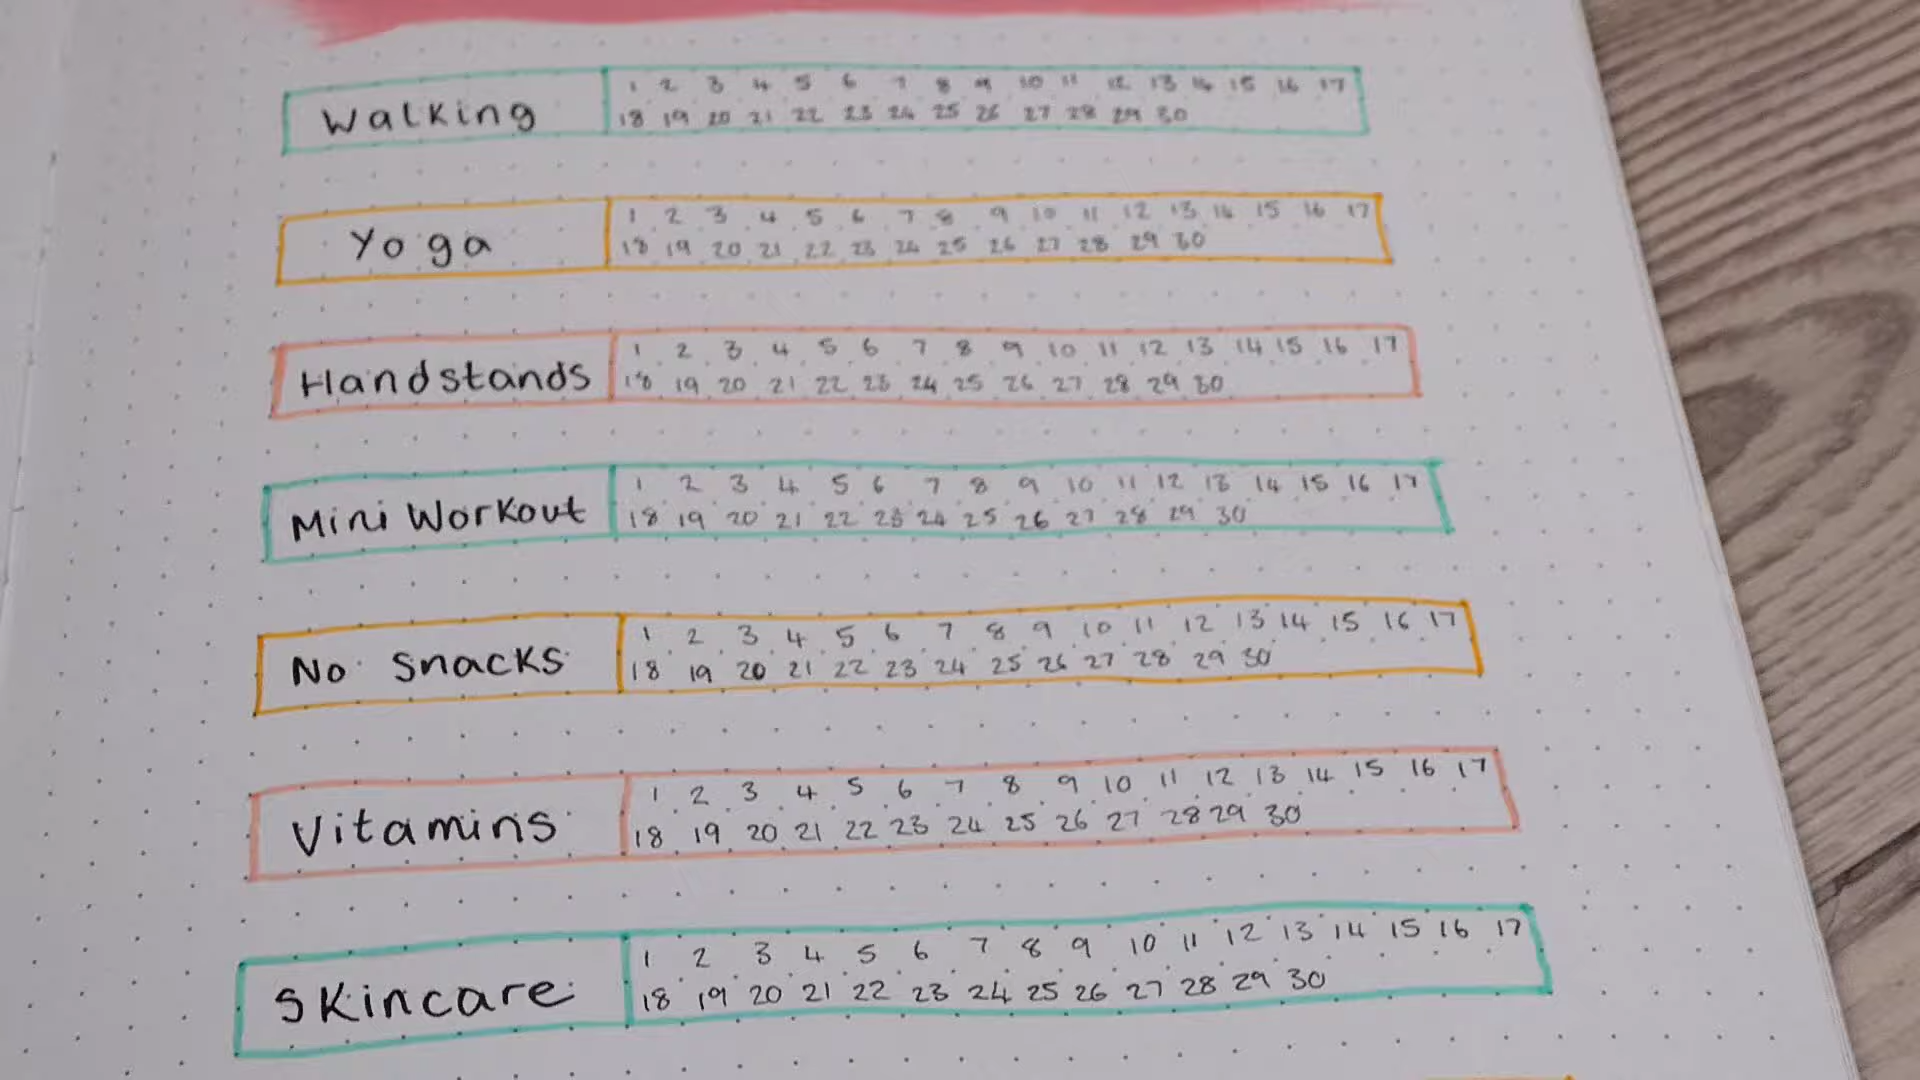 Walking
1 2 3 4 5 6 7 8 9 10 11 12 13 14 15 16 17
18 19 20 21 22 23 24 25 26 27 28 29 30
Yoga
1 2 3 4 5 6 7 8 9 10 11 12 13 14 15 16 17
18 19 20 21 22 23 24 25 26 27 28 29 30
Handstands
1 2 3 4 5 6 7 8 9 10 11 12 13 14 15 16 17
18 19 20 21 22 23 24 25 26 27 28 29 30
Mini Workout
1 2 3 4 5 6 7 8 9 10 11 12 13 14 15 16 17
18 19 20 21 22 23 24 25 26 27 28 29 30
No snacks
1 2 3 4 5 6 7 8 9 10 11 12 13 14 15 16 17
18 19 20 21 22 23 24 25 26 27 28 29 30
Vitamins
1 2 3 4 5 6 7 8 9 10 11 12 13 14 15 16 17
18 19 20 21 22 23 24 25 26 27 28 29 30
Skincare
1 2 3 4 5 6 7 8 9 10 11 12 13 14 15 16 17
18 19 20 21 22 23 24 25 26 27 28 29 30